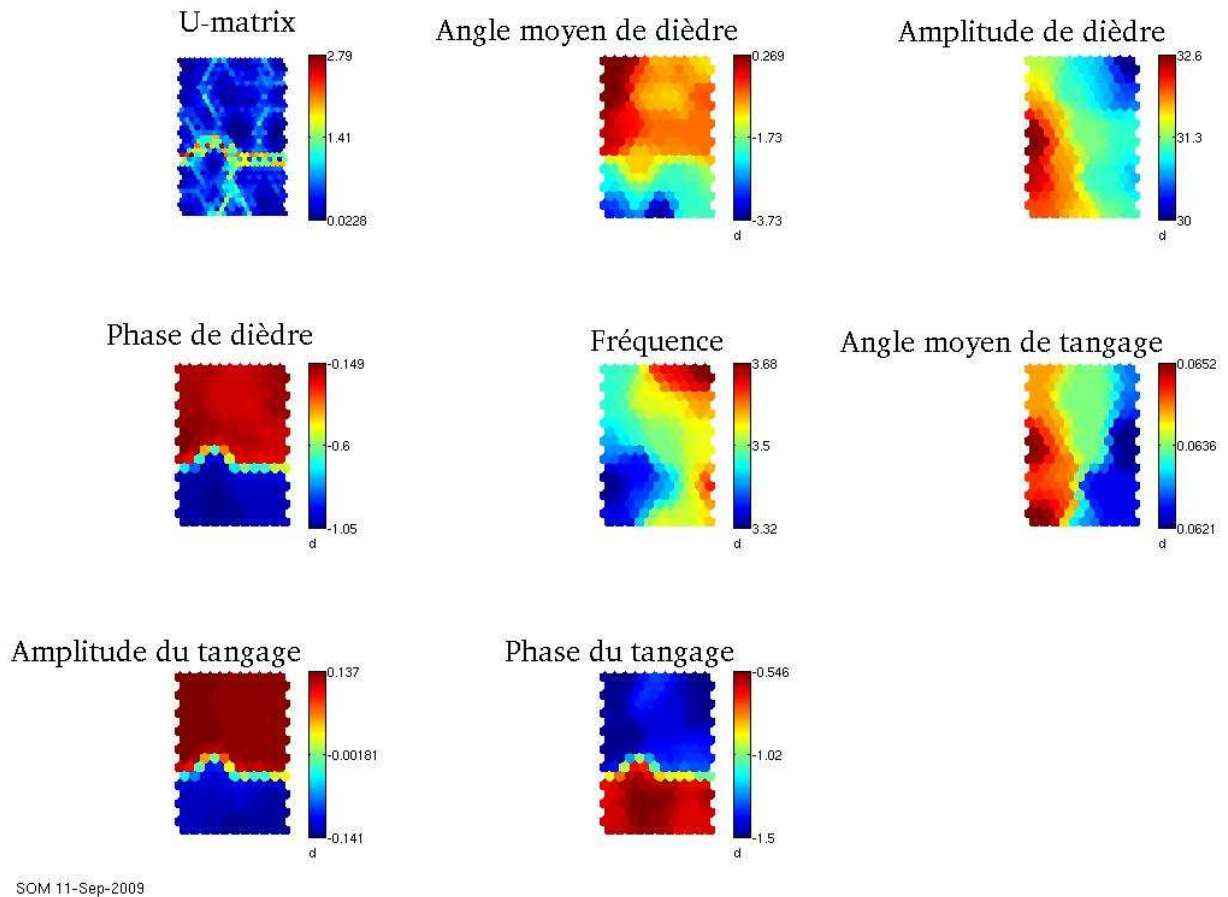 U-matrix
2.79
1.41
0.0228
Angle moyen de dièdre
0.269
-1.73
-3.73
d
Amplitude de dièdre
32.6
31.3
30
d
Phase de dièdre
-0.149
-0.6
-1.05
d
Fréquence
3.68
3.5
3.32
d
Angle moyen de tangage
0.0652
0.0636
0.0621
d
Amplitude du tangage
0.137
-0.00181
-0.141
d
Phase du tangage
-0.546
-1.02
-1.5
d
SOM 11-Sep-2009